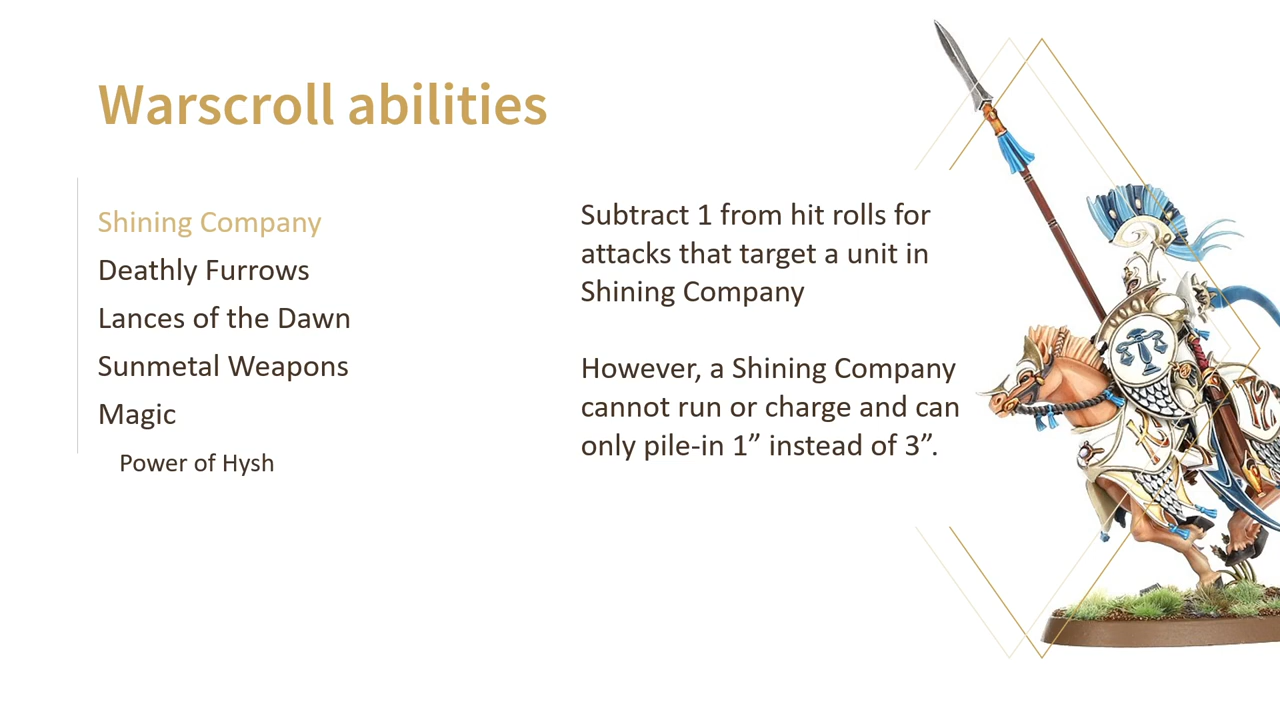 Warscroll abilities
Shining Company
Deathly Furrows
Lances of the Dawn
Sunmetal Weapons
Magic
Power of Hysh
Subtract 1 from hit rolls for
attacks that target a unit in
Shining Company
However, a Shining Company
cannot run or charge and can
only pile-in 1” instead of 3”.